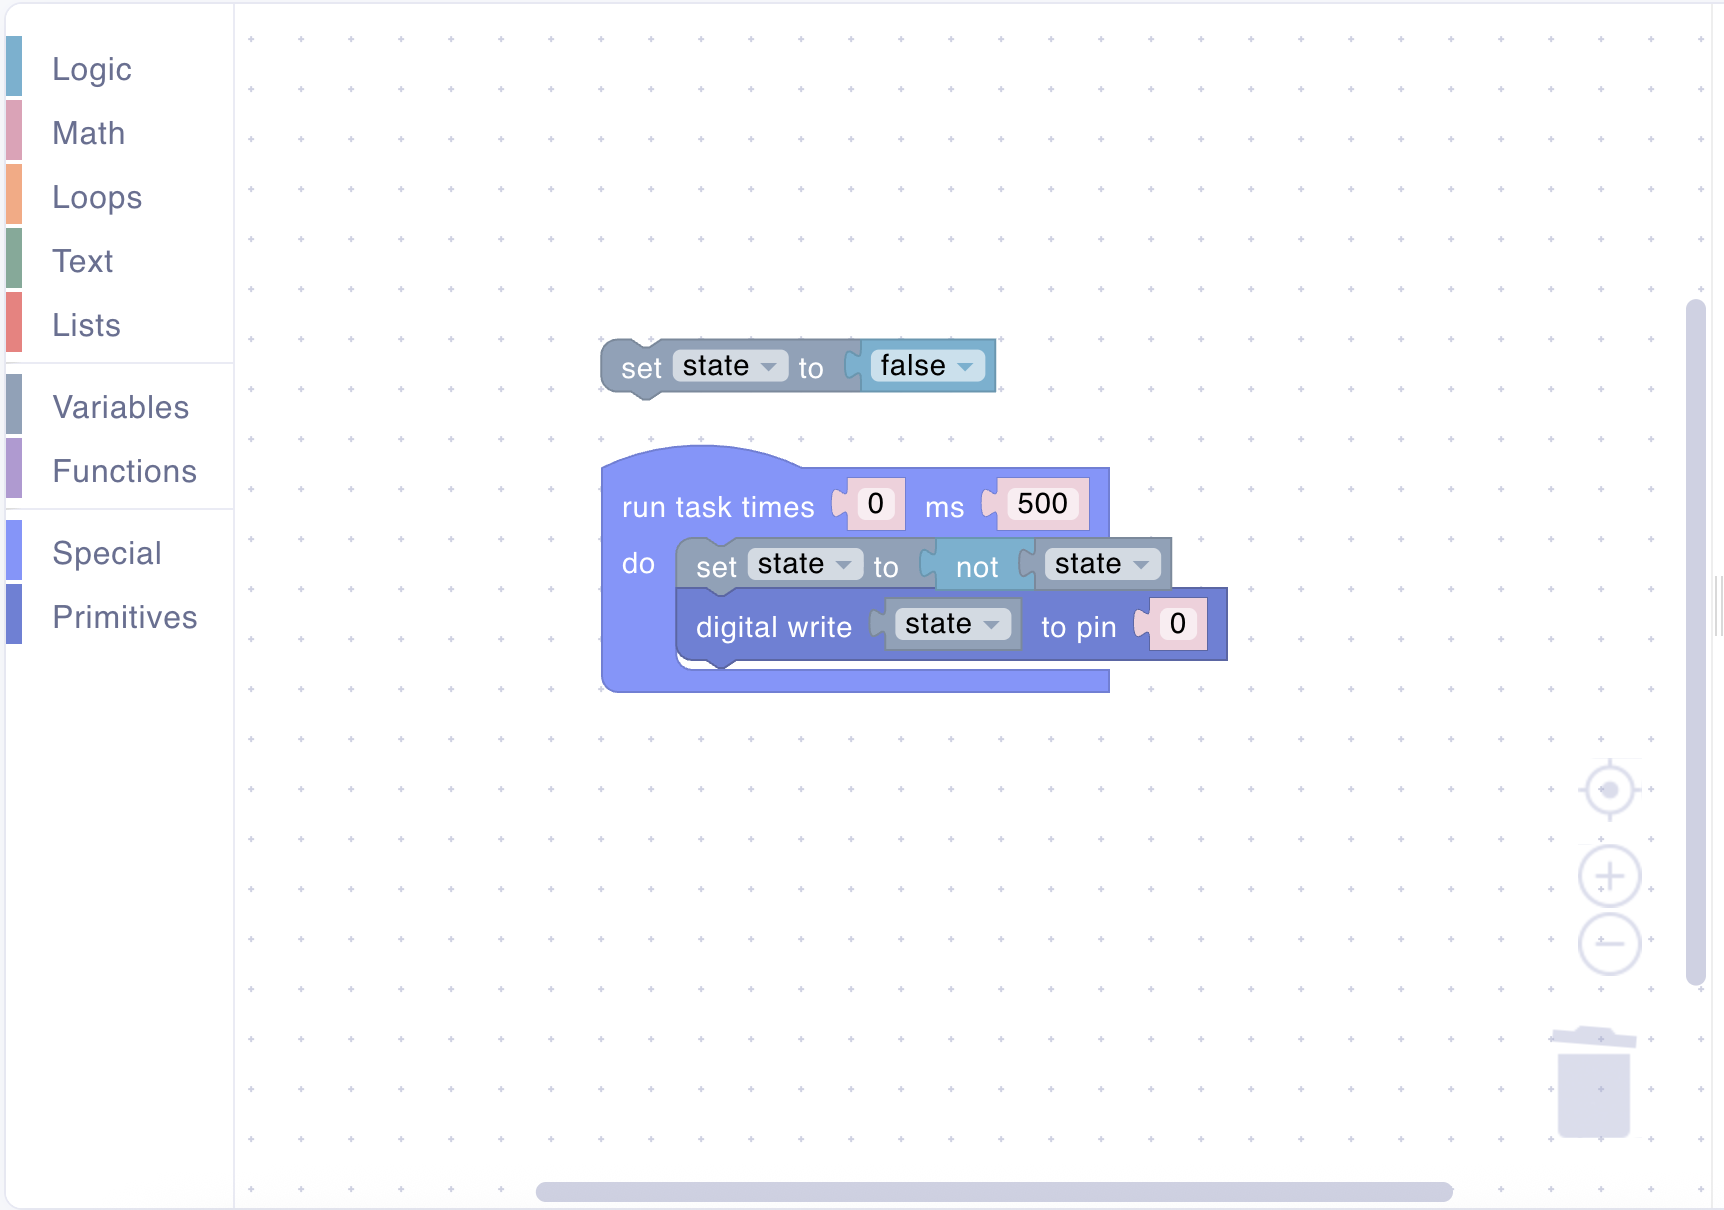 Logic
Math
Loops
Text
Lists
Variables
Functions
Special
Primitives
set state to false
run task times 0 ms 500
do set state to not state
digital write state to pin 0